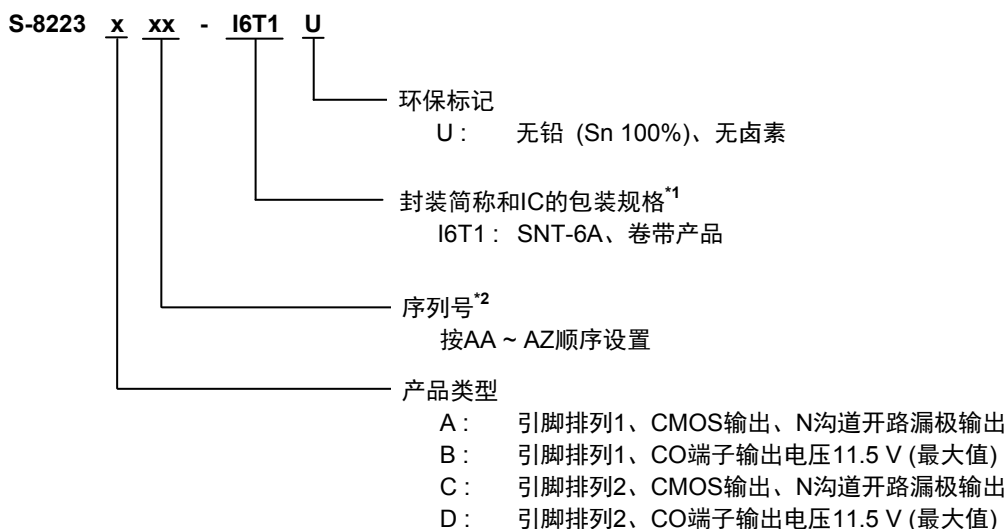 S-8223 x xx - I6T1 U
环保标记
U : 无铅 (Sn 100%)、无卤素
封装简称和IC的包装规格*1
I6T1 : SNT-6A、卷带产品
序列号*2
按AA ~ AZ顺序设置
产品类型
A : 引脚排列1、CMOS输出、N沟道开路漏极输出
B : 引脚排列1、CO端子输出电压11.5 V (最大值)
C : 引脚排列2、CMOS输出、N沟道开路漏极输出
D : 引脚排列2、CO端子输出电压11.5 V (最大值)